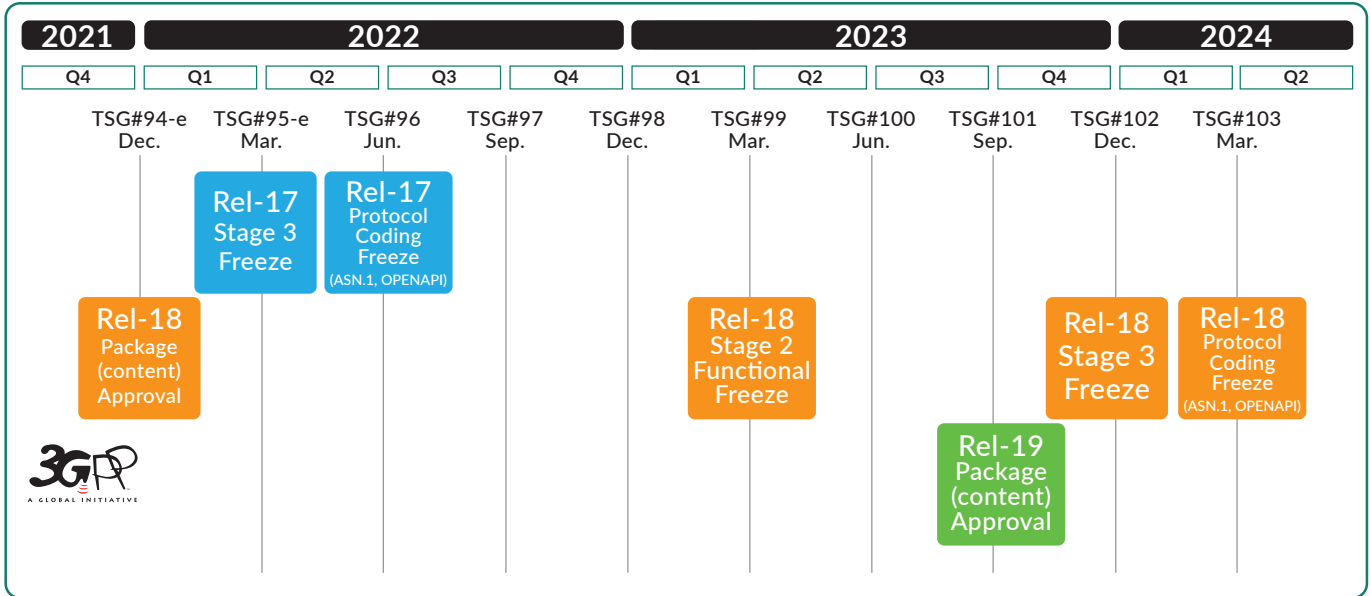 2021 2022 2023 2024
Q4 Q1 Q2 Q3 Q4 Q1 Q2 Q3 Q4 Q1 Q2
TSG#94-e TSG#95-e TSG#96 TSG#97 TSG#98 TSG#99 TSG#100 TSG#101 TSG#102 TSG#103
Dec. Mar. Jun. Sep. Dec. Mar. Jun. Sep. Dec. Mar.
Rel-17
Stage 3
Freeze
Rel-17
Protocol
Coding
Freeze
(ASN.1, OPENAPI)
Rel-18
Package
(content)
Approval
Rel-18
Stage 2
Functional
Freeze
Rel-18
Stage 3
Freeze
Rel-18
Protocol
Coding
Freeze
(ASN.1, OPENAPI)
Rel-19
Package
(content)
Approval
3GPP
A GLOBAL INITIATIVE